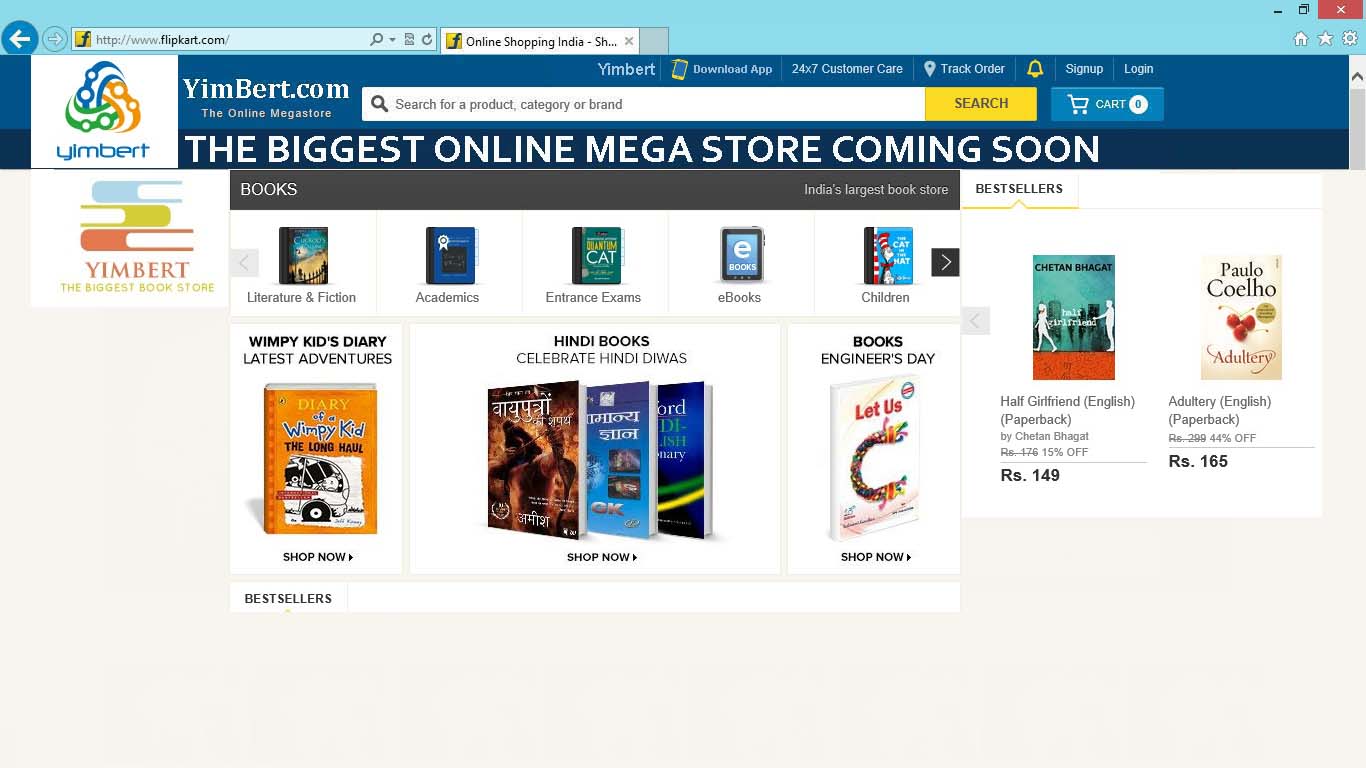 http://www.flipkart.com/
Online Shopping India - Sh...
yimbert
YimBert.com
The Online Megastore
Yimbert
Download App
24x7 Customer Care
Track Order
Signup
Login
Search for a product, category or brand
SEARCH
CART 0
THE BIGGEST ONLINE MEGA STORE COMING SOON
YIMBERT
THE BIGGEST BOOK STORE
BOOKS
India's largest book store
QUANTUM
CAT
e
BOOKS
THE
CAT
IN THE
HAT
Literature & Fiction
Academics
Entrance Exams
eBooks
Children
WIMPY KID'S DIARY
LATEST ADVENTURES
DIARY
of a
Wimpy Kid
THE LONG HAUL
Jeff Kinney
SHOP NOW
HINDI BOOKS
CELEBRATE HINDI DIWAS
वायुपुत्रों
की शपथ
अमीश
मान्य
ज्ञान
GK
ord
DI-
LISH
onary
SHOP NOW
BOOKS
ENGINEER'S DAY
Let Us
C
SHOP NOW
BESTSELLERS
BESTSELLERS
CHETAN BHAGAT
half
girlfriend
Half Girlfriend (English)
(Paperback)
by Chetan Bhagat
Rs. 176 15% OFF
Rs. 149
Paulo
Coelho
Adultery
Adultery (English)
(Paperback)
Rs. 299 44% OFF
Rs. 165